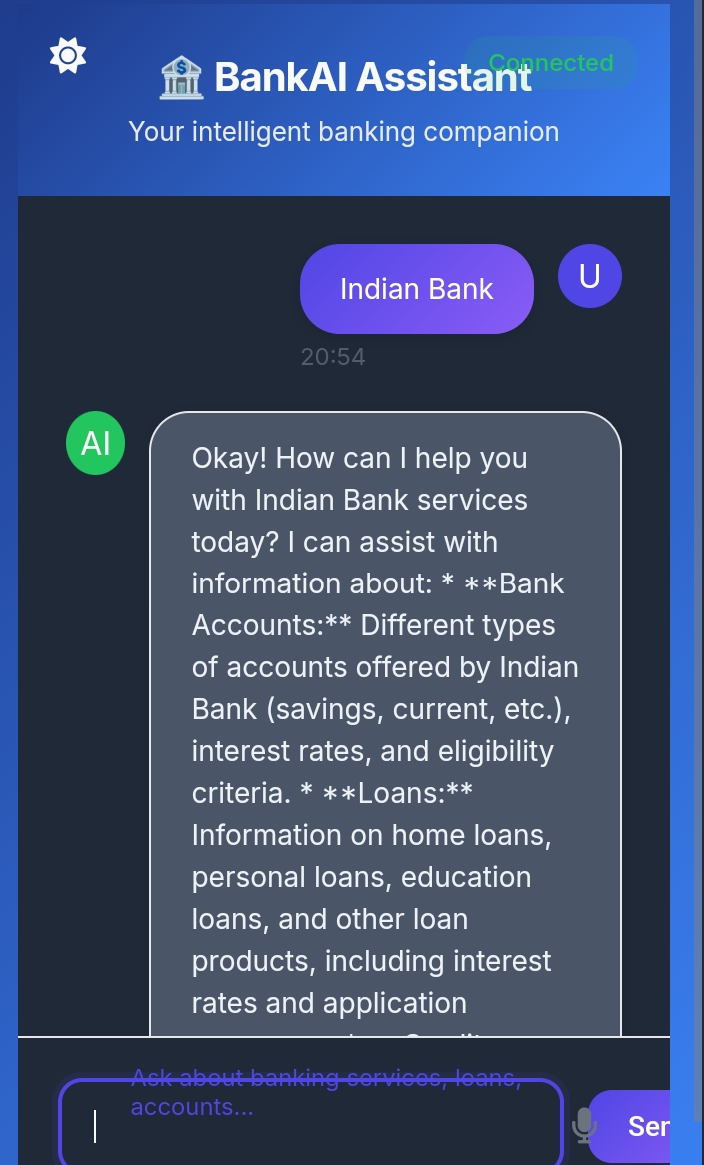 Connected
🏦 BankAI Assistant
Your intelligent banking companion
Indian Bank
U
20:54
AI
Okay! How can I help you
with Indian Bank services
today? I can assist with
information about: * **Bank
Accounts:** Different types
of accounts offered by Indian
Bank (savings, current, etc.),
interest rates, and eligibility
criteria. * **Loans:**
Information on home loans,
personal loans, education
loans, and other loan
products, including interest
rates and application
Ask about banking services, loans,
accounts...
Ser